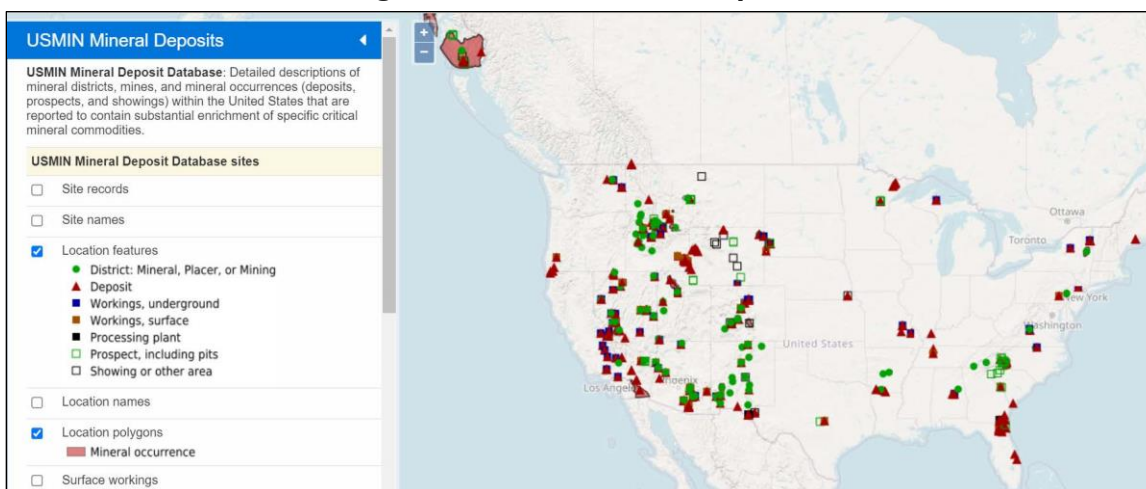 USMIN Mineral Deposits
USMIN Mineral Deposit Database: Detailed descriptions of
mineral districts, mines, and mineral occurrences (deposits,
prospects, and showings) within the United States that are
reported to contain substantial enrichment of specific critical
mineral commodities.
USMIN Mineral Deposit Database sites
Site records
Site names
Location features
District: Mineral, Placer, or Mining
Deposit
Workings, underground
Workings, surface
Processing plant
Prospect, including pits
Showing or other area
Location names
Location polygons
Mineral occurrence
Surface workings
+
−
Ottawa
Toronto
New York
Washington
United States
Phoenix
Los Angeles